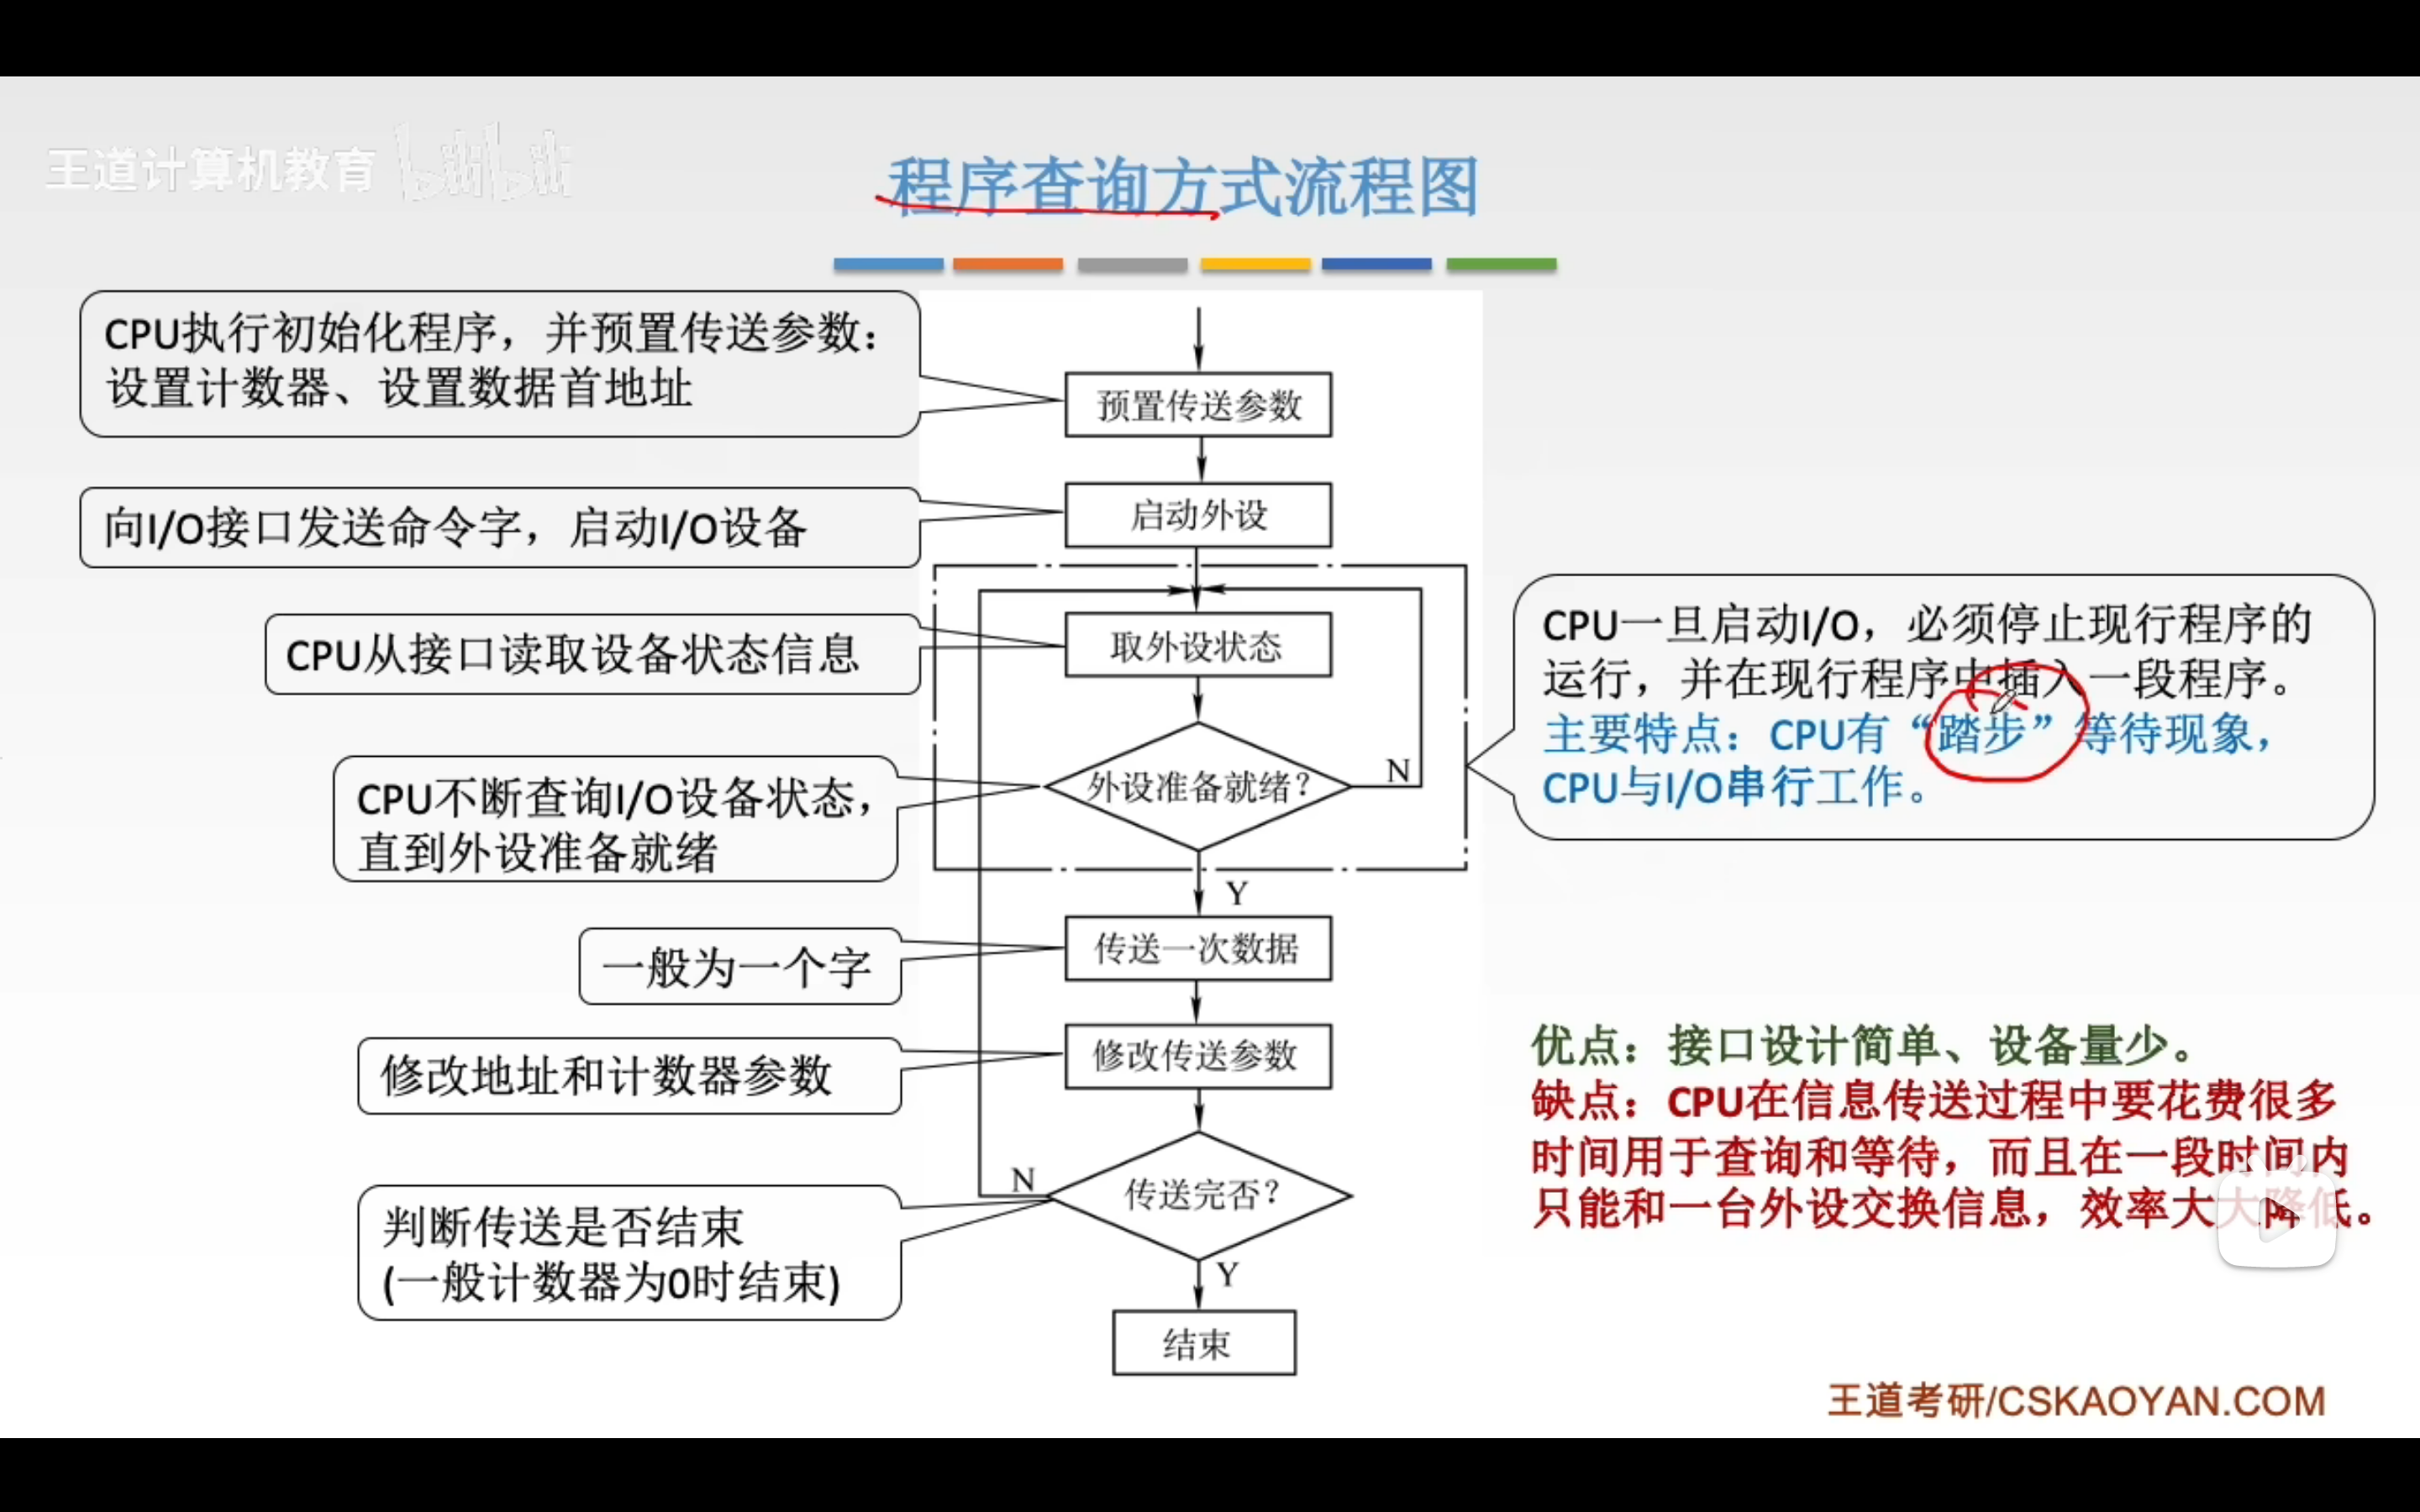 王道计算机教育 bilibili
程序查询方式流程图
CPU执行初始化程序，并预置传送参数：
设置计数器、设置数据首地址
预置传送参数
向I/O接口发送命令字，启动I/O设备
启动外设
CPU从接口读取设备状态信息
取外设状态
CPU不断查询I/O设备状态，
直到外设准备就绪
外设准备就绪？
N
Y
CPU一旦启动I/O，必须停止现行程序的
运行，并在现行程序中插入一段程序。
主要特点：CPU有“踏步”等待现象，
CPU与I/O串行工作。
一般为一个字
传送一次数据
修改地址和计数器参数
修改传送参数
判断传送是否结束
(一般计数器为0时结束)
N
传送完否？
Y
结束
优点：接口设计简单、设备量少。
缺点：CPU在信息传送过程中要花费很多
时间用于查询和等待，而且在一段时间内
只能和一台外设交换信息，效率大大降低。
王道考研/CSKAOYAN.COM